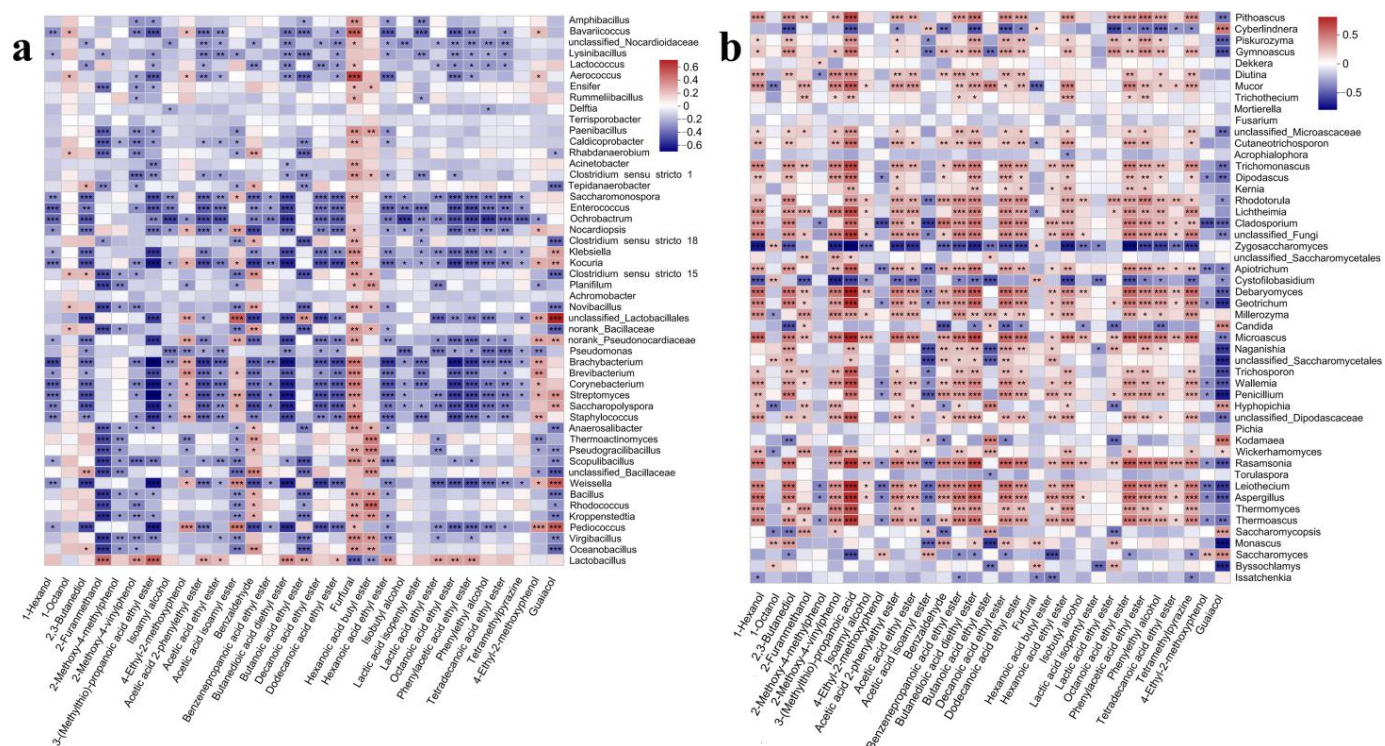 a
Amphibacillus
Bavariicoccus
unclassified_Nocardioidaceae
Lysinibacillus
Lactococcus
Aerococcus
Ensifer
Rummeliibacillus
Delftia
Terrisporobacter
Paenibacillus
Caldicoprobacter
Rhabdanaerobium
Acinetobacter
Clostridium sensu stricto 1
Tepidanaerobacter
Saccharomonospora
Enterococcus
Ochrobactrum
Nocardiopsis
Clostridium sensu stricto 18
Klebsiella
Kocuria
Clostridium sensu stricto 15
Planifilum
Achromobacter
Novibacillus
unclassified_Lactobacillales
norank_Bacillaceae
norank_Pseudonocardiaceae
Pseudomonas
Brachybacterium
Brevibacterium
Corynebacterium
Streptomyces
Saccharopolyspora
Staphylococcus
Anaerosalibacter
Thermoactinomyces
Pseudogracilibacillus
Scopulibacillus
unclassified_Bacillaceae
Weissella
Bacillus
Rhodococcus
Kroppenstedtia
Pediococcus
Virgibacillus
Oceanobacillus
Lactobacillus
0.6
0.4
0.2
0
-0.2
-0.4
-0.6
1-Hexanol
1-Octanol
2,3-Butanediol
2-Furanmethanol
2-Methoxy-4-methylphenol
2-Methoxy-4-vinylphenol
3-(Methylthio)-propanoic acid ethyl ester
Isoamyl alcohol
4-Ethyl-2-methoxyphenol
Acetic acid 2-phenylethyl ester
Acetic acid ethyl ester
Acetic acid isoamyl ester
Benzaldehyde
Benzenepropanoic acid ethyl ester
Butanedioic acid diethyl ester
Butanoic acid ethyl ester
Decanoic acid ethyl ester
Dodecanoic acid ethyl ester
Furfural
Hexanoic acid butyl ester
Hexanoic acid ethyl ester
Isobutyl alcohol
Lactic acid isopentyl ester
Lactic acid ethyl ester
Octanoic acid ethyl ester
Phenylacetic acid ethyl ester
Phenylethyl alcohol
Tetradecanoic acid ethyl ester
Tetramethylpyrazine
4-Ethyl-2-methoxyphenol
Guaiacol
b
Pithoascus
Cyberlindnera
Piskurozyma
Gymnoascus
Dekkera
Diutina
Mucor
Trichothecium
Mortierella
Fusarium
unclassified_Microascaceae
Cutaneotrichosporon
Acrophialophora
Trichomonascus
Dipodascus
Kernia
Rhodotorula
Lichtheimia
Cladosporium
unclassified_Fungi
Zygosaccharomyces
unclassified_Saccharomycetales
Apiotrichum
Cystofilobasidium
Debaryomyces
Geotrichum
Millerozyma
Candida
Microascus
Naganishia
unclassified_Saccharomycetales
Trichosporon
Wallemia
Penicillium
Hyphopichia
unclassified_Dipodascaceae
Pichia
Kodamaea
Wickerhamomyces
Rasamsonia
Torulaspora
Leiothecium
Aspergillus
Thermomyces
Thermoascus
Saccharomycopsis
Monascus
Saccharomyces
Byssochlamys
Issatchenkia
0.5
0
-0.5
1-Hexanol
1-Octanol
2,3-Butanediol
2-Furanmethanol
2-Methoxy-4-methylphenol
2-Methoxy-4-vinylphenol
3-(Methylthio)-propanoic acid
Isoamyl alcohol
4-Ethyl-2-methoxyphenol
Acetic acid 2-phenylethyl ester
Acetic acid ethyl ester
Acetic acid isoamyl ester
Benzaldehyde
Benzenepropanoic acid ethyl ester
Butanedioic acid diethyl ester
Butanoic acid ethyl ester
Decanoic acid ethyl ester
Dodecanoic acid ethyl ester
Furfural
Hexanoic acid butyl ester
Hexanoic acid ethyl ester
Isobutyl alcohol
Lactic acid isopentyl ester
Lactic acid ethyl ester
Octanoic acid ethyl ester
Phenylacetic acid ethyl ester
Phenylethyl alcohol
Tetradecanoic acid ethyl ester
Tetramethylpyrazine
4-Ethyl-2-methoxyphenol
Guaiacol